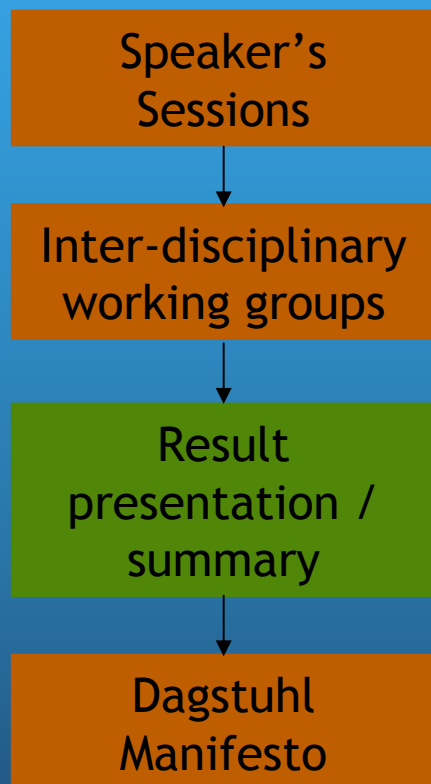 Speaker’s
Sessions
Inter-disciplinary
working groups
Result
presentation /
summary
Dagstuhl
Manifesto